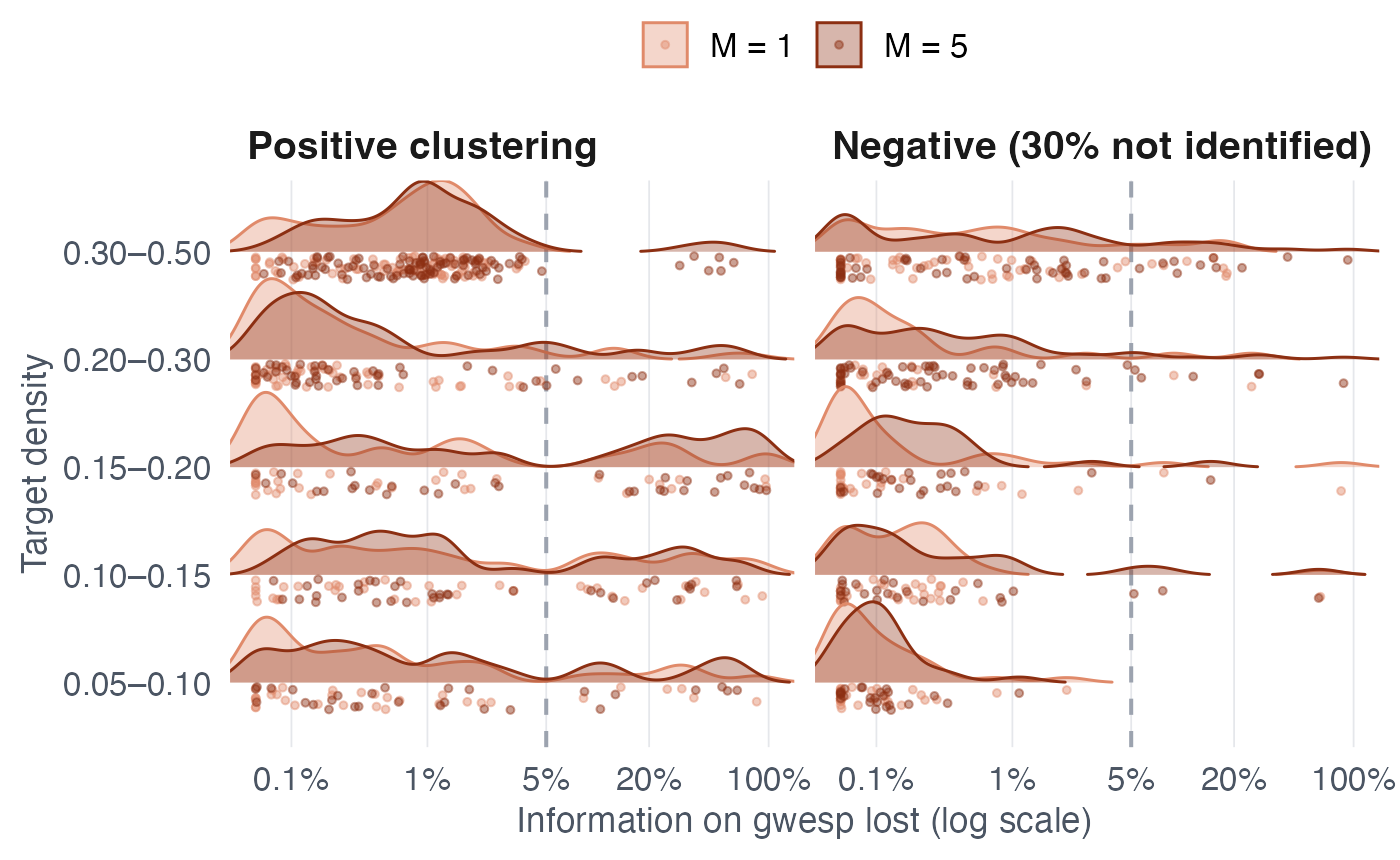 M = 1 M = 5
Positive clustering
Negative (30% not identified)
Target density
0.30–0.50
0.20–0.30
0.15–0.20
0.10–0.15
0.05–0.10
0.1% 1% 5% 20% 100% 0.1% 1% 5% 20% 100%
Information on gwesp lost (log scale)